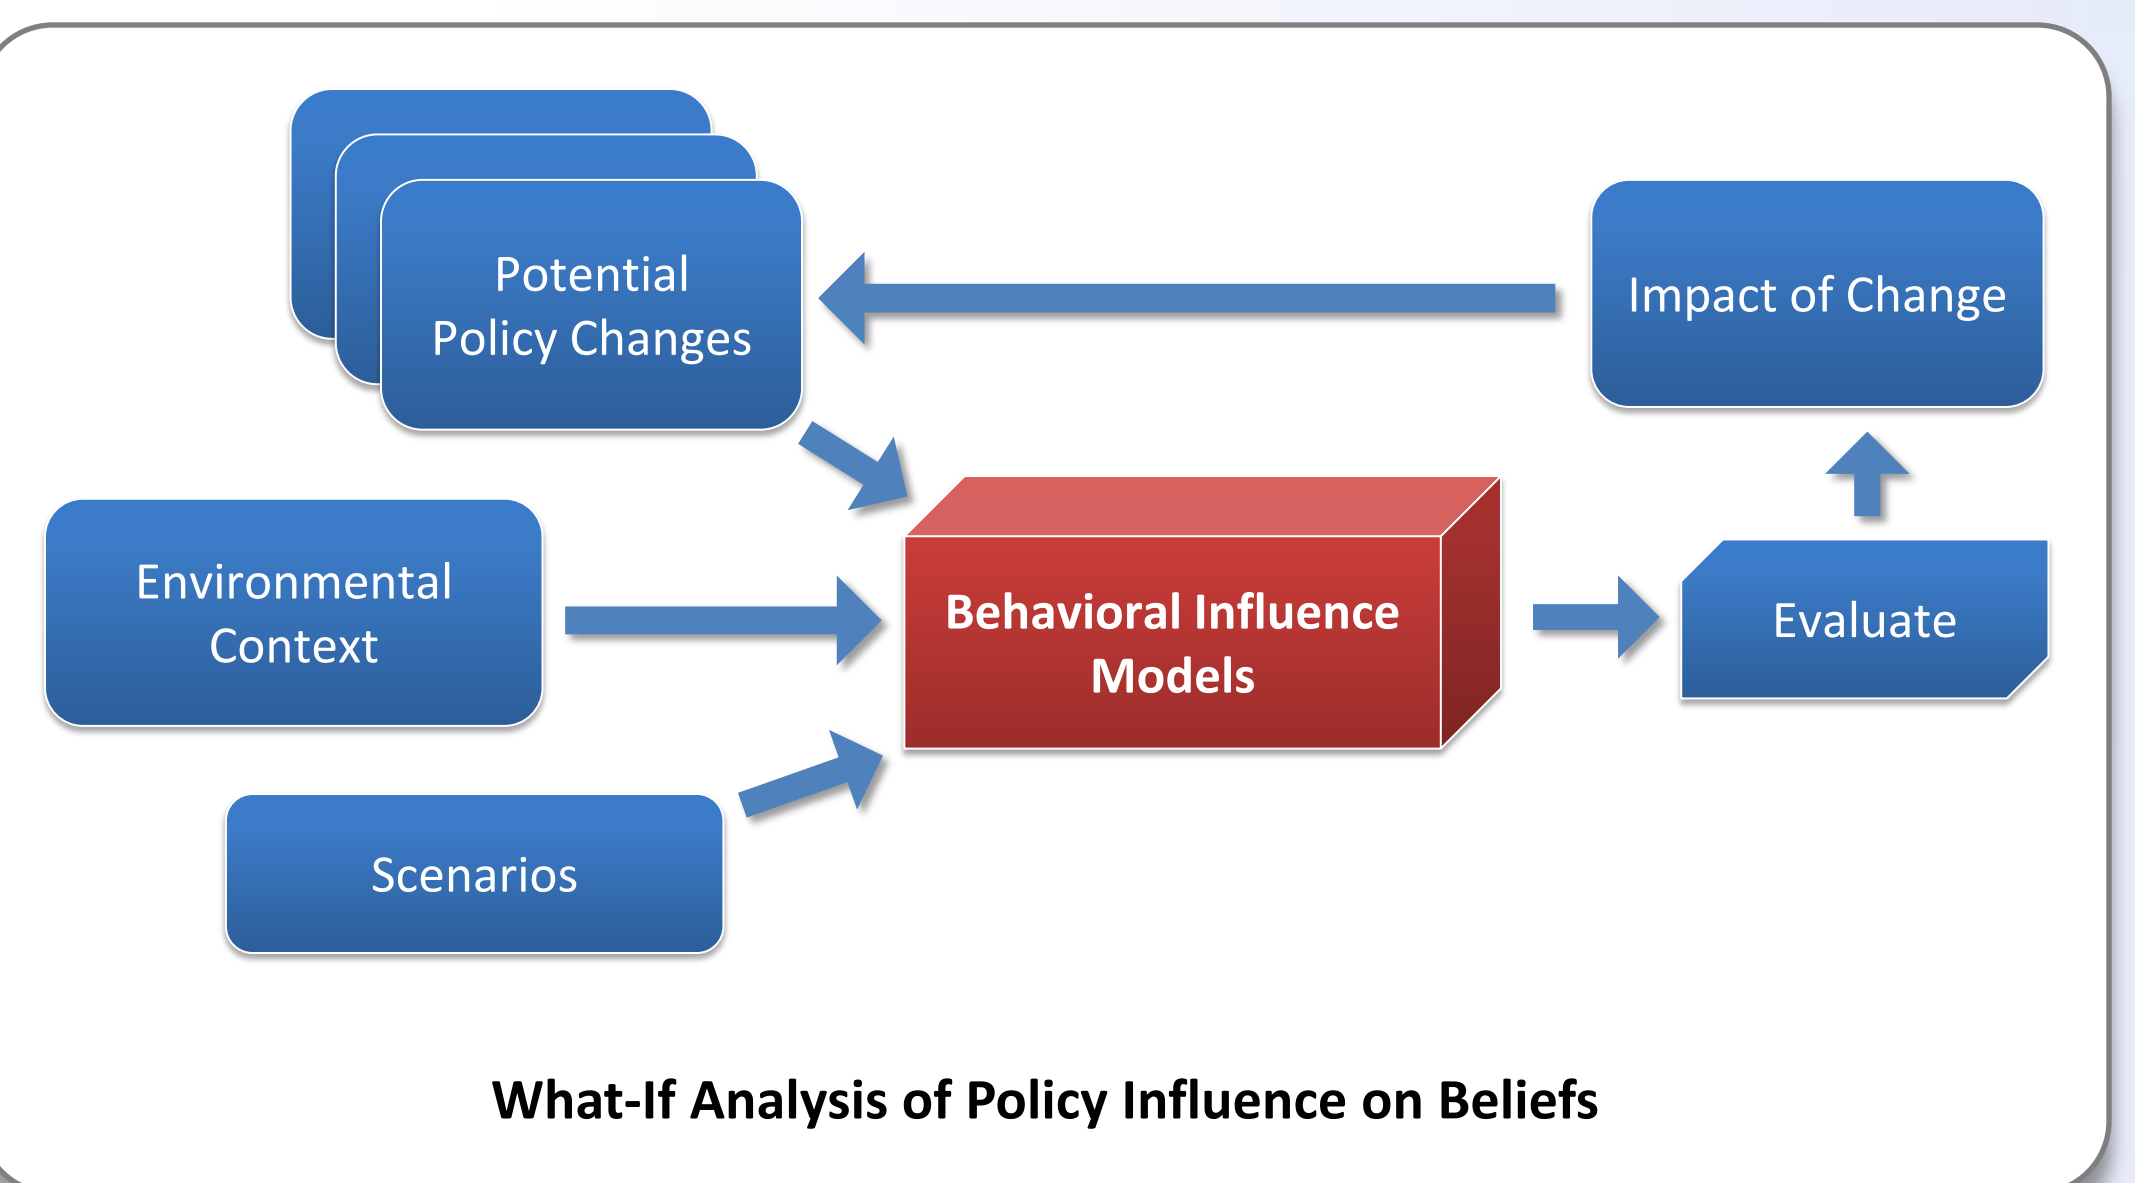 Potential
Policy Changes
Impact of Change
Environmental
Context
Behavioral Influence
Models
Evaluate
Scenarios
What-If Analysis of Policy Influence on Beliefs